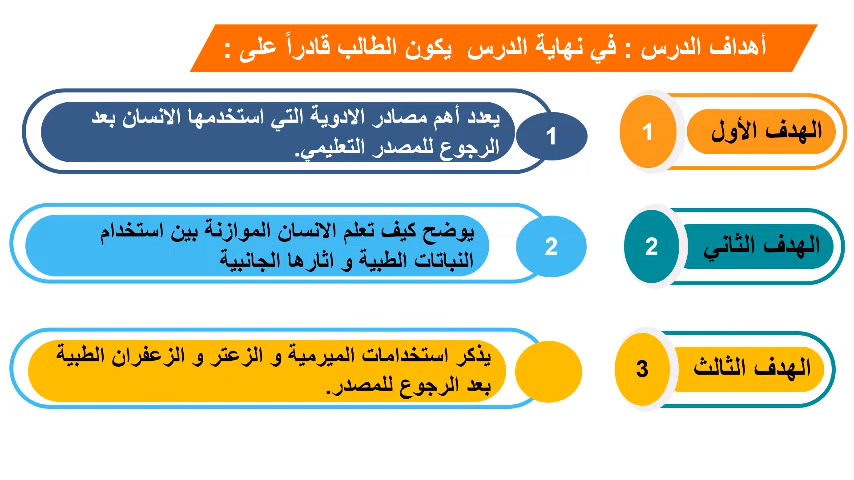 أهداف الدرس : في نهاية الدرس يكون الطالب قادراً على :
الهدف الأول
1
1
يعدد أهم مصادر الادوية التي استخدمها الانسان بعد
الرجوع للمصدر التعليمي.
الهدف الثاني
2
2
يوضح كيف تعلم الانسان الموازنة بين استخدام
النباتات الطبية و اثارها الجانبية
الهدف الثالث
3
يذكر استخدامات الميرمية و الزعتر و الزعفران الطبية
بعد الرجوع للمصدر.